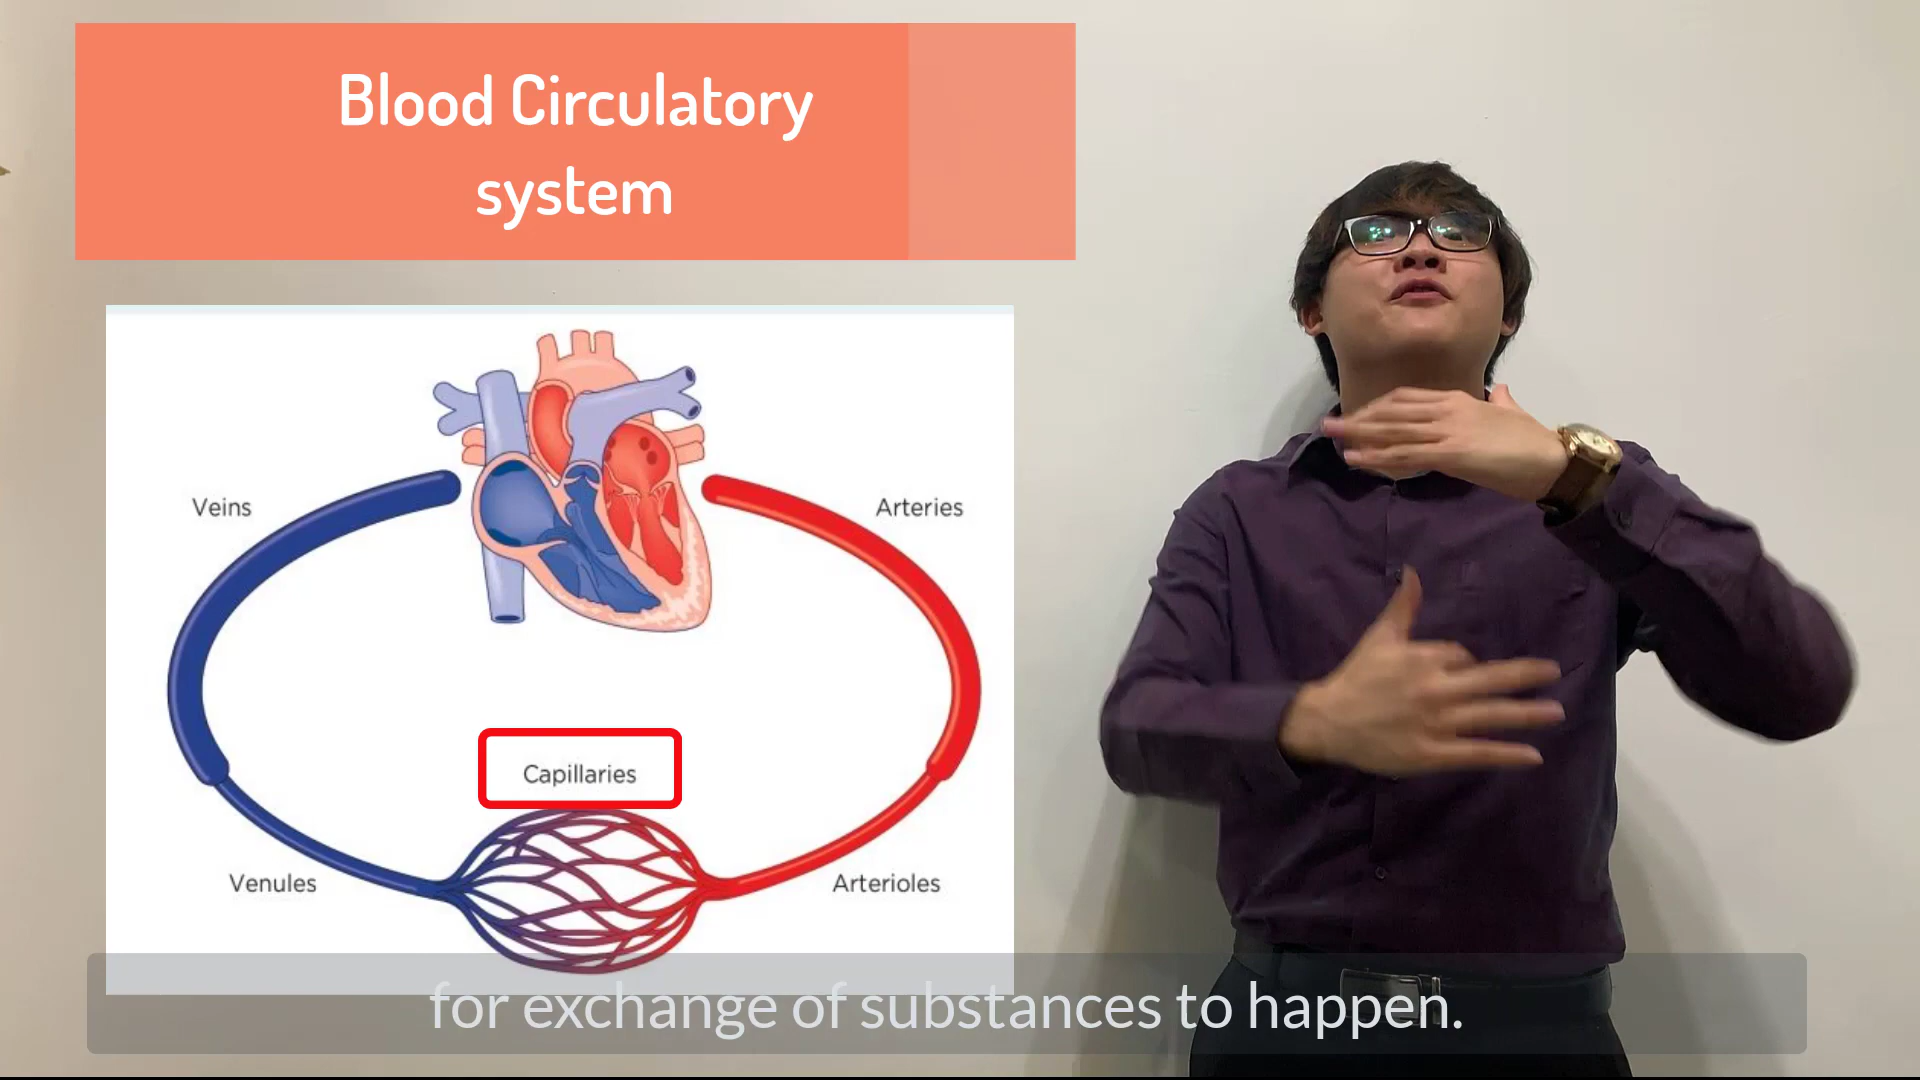 Blood Circulatory
system
Veins
Arteries
Capillaries
Venules
Arterioles
for exchange of substances to happen.